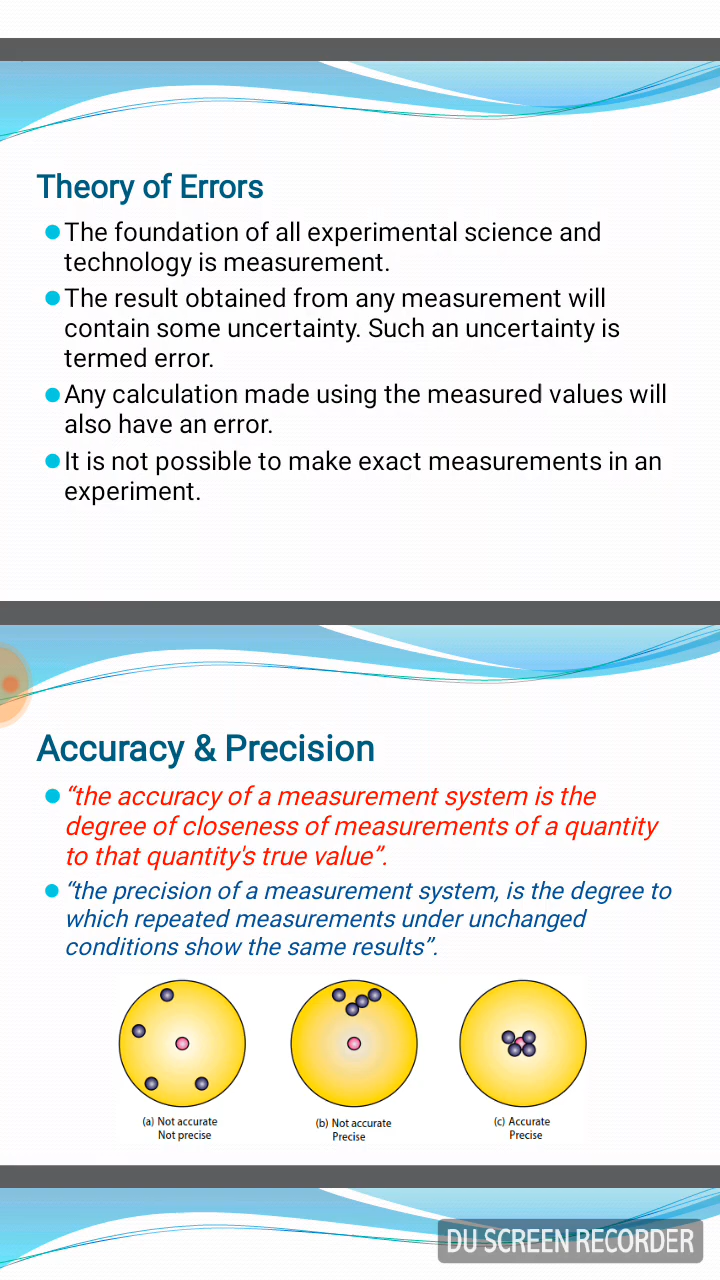 Theory of Errors
The foundation of all experimental science and
technology is measurement.
The result obtained from any measurement will
contain some uncertainty. Such an uncertainty is
termed error.
Any calculation made using the measured values will
also have an error.
It is not possible to make exact measurements in an
experiment.
Accuracy & Precision
“the accuracy of a measurement system is the
degree of closeness of measurements of a quantity
to that quantity's true value”.
“the precision of a measurement system, is the degree to
which repeated measurements under unchanged
conditions show the same results”.
(a) Not accurate
Not precise
(b) Not accurate
Precise
(c) Accurate
Precise
DU SCREEN RECORDER